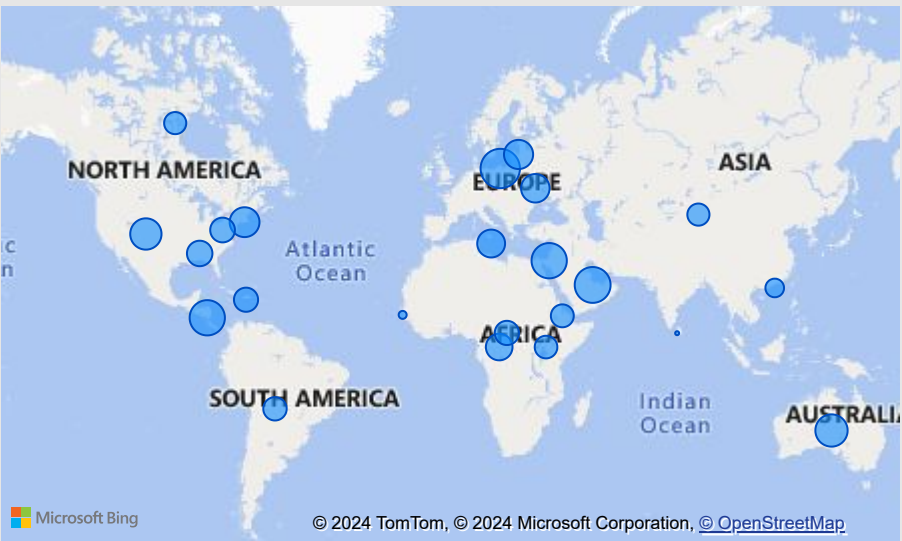 NORTH AMERICA
EUROPE
ASIA
c
n
Atlantic
Ocean
AFRICA
SOUTH AMERICA
Indian
Ocean
AUSTRALI
Microsoft Bing
© 2024 TomTom, © 2024 Microsoft Corporation, © OpenStreetMap